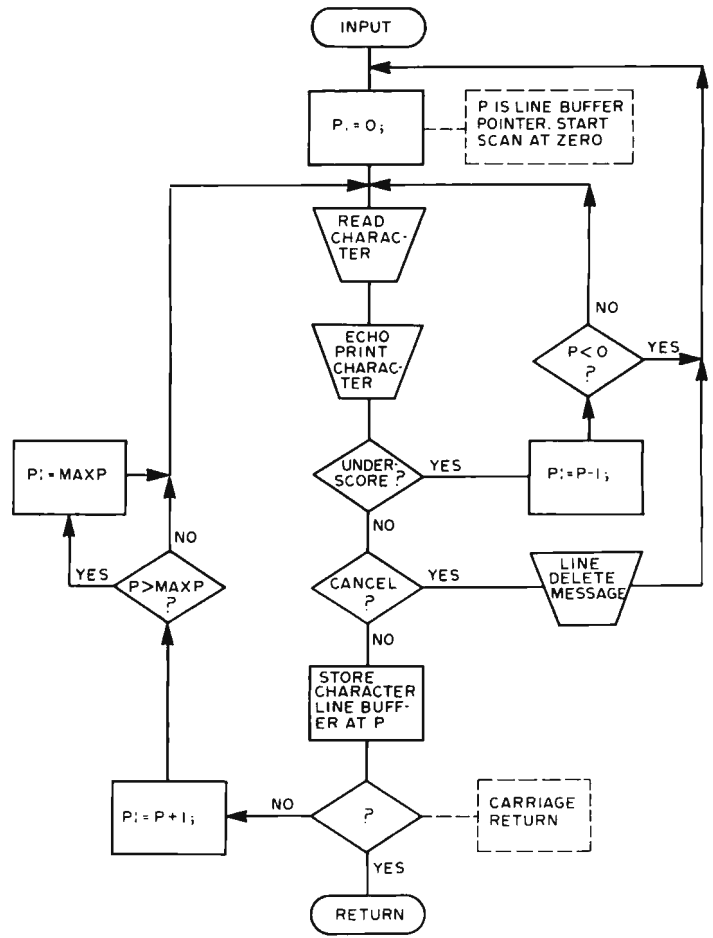 INPUT
P.=0;
P IS LINE BUFFER
POINTER. START
SCAN AT ZERO
READ
CHARAC-
TER
ECHO
PRINT
CHARAC-
TER
NO
P<0
?
YES
P:=MAXP
UNDER-
SCORE ?
YES
P:=P-1;
NO
NO
YES
P>MAXP
?
CANCEL
?
YES
LINE
DELETE
MESSAGE
NO
STORE
CHARACTER
LINE BUFF-
ER AT P
P:=P+1;
NO
?
CARRIAGE
RETURN
YES
RETURN